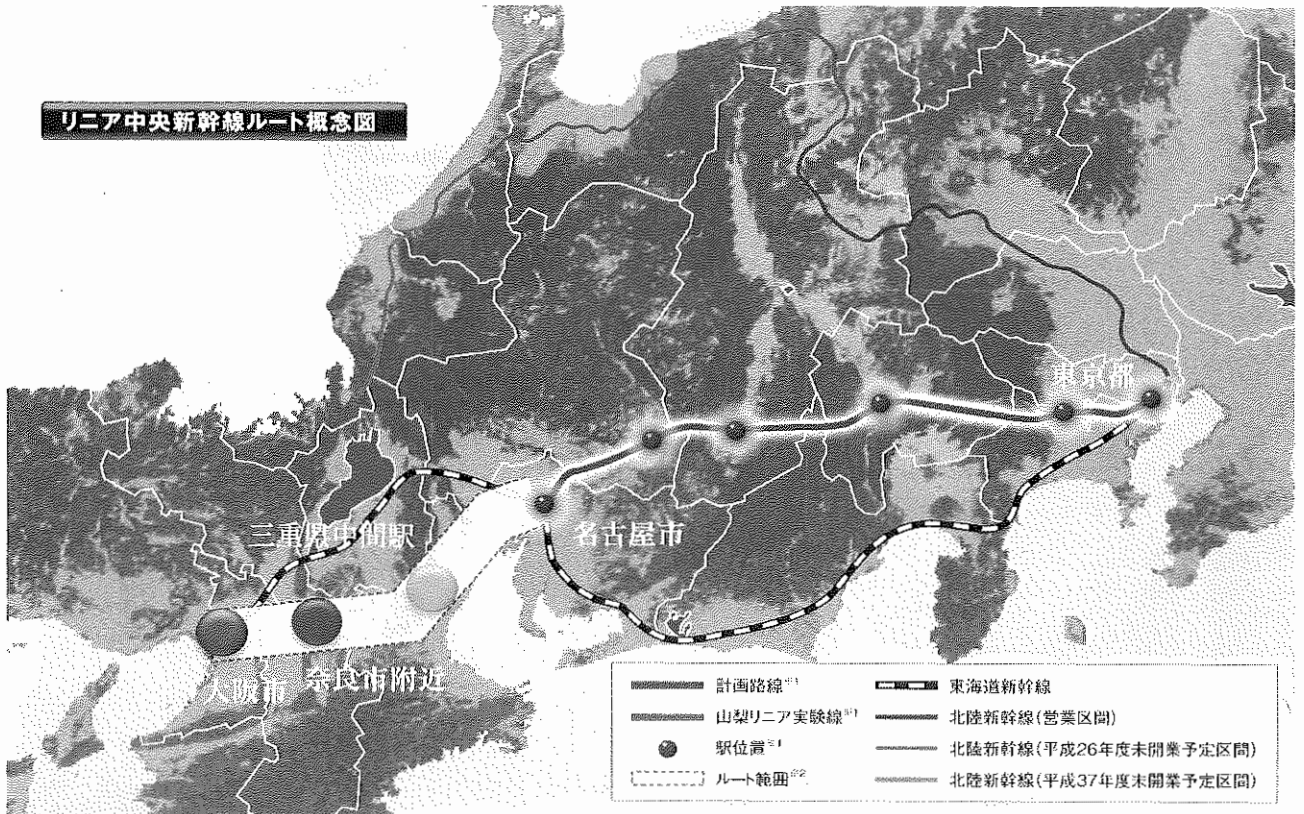 リニア中央新幹線ルート概念図
東京都
三重県中間駅
名古屋市
大阪市
奈良市附近
計画路線※1
山梨リニア実験線※1
駅位置※1
ルート範囲※2
東海道新幹線
北陸新幹線(営業区間)
北陸新幹線(平成26年度末開業予定区間)
北陸新幹線(平成37年度末開業予定区間)